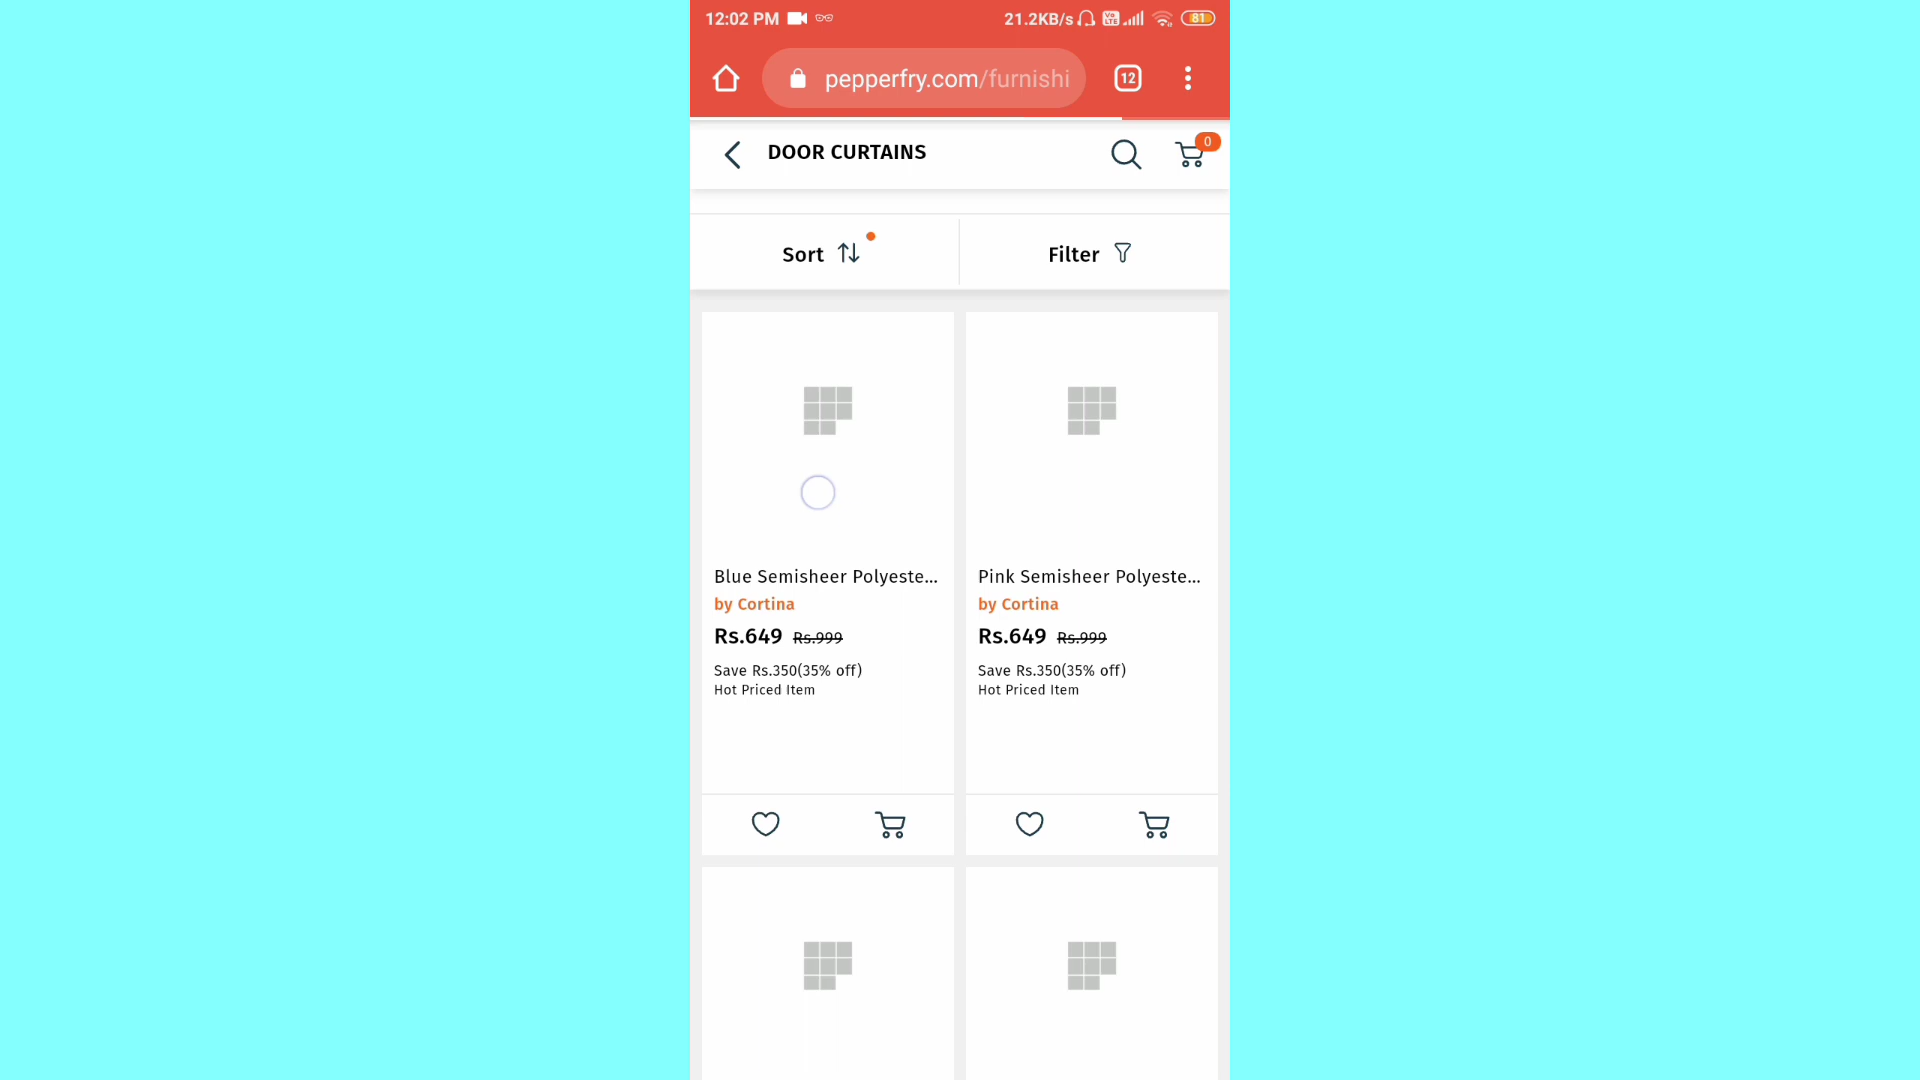 12:02 PM 21.2KB/s Vo LTE 81
pepperfry.com/furnishi 12
DOOR CURTAINS 0
Sort Filter
Blue Semisheer Polyeste... Pink Semisheer Polyeste...
by Cortina by Cortina
Rs.649 Rs.999 Rs.649 Rs.999
Save Rs.350(35% off) Save Rs.350(35% off)
Hot Priced Item Hot Priced Item